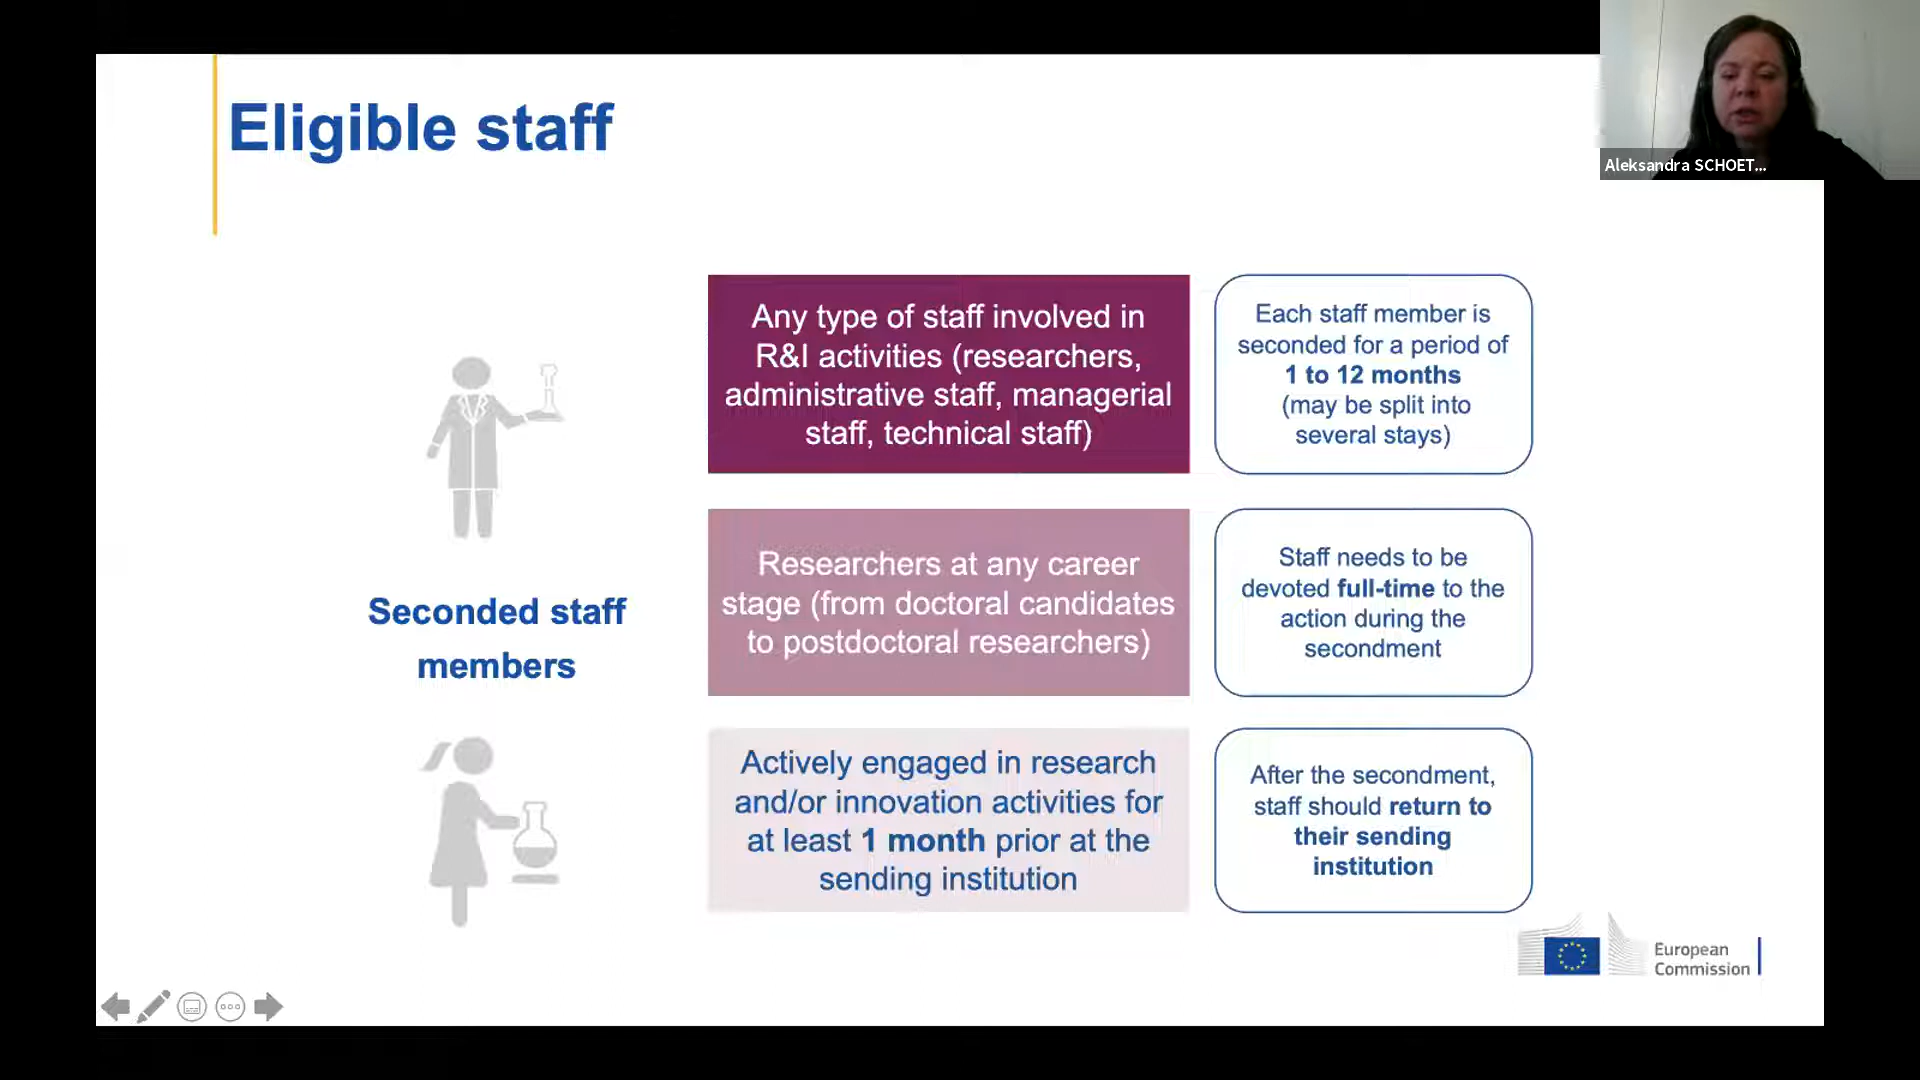 Eligible staff
Aleksandra SCHOET...
Any type of staff involved in
R&I activities (researchers,
administrative staff, managerial
staff, technical staff)
Each staff member is
seconded for a period of
1 to 12 months
(may be split into
several stays)
Seconded staff
members
Researchers at any career
stage (from doctoral candidates
to postdoctoral researchers)
Staff needs to be
devoted full-time to the
action during the
secondment
Actively engaged in research
and/or innovation activities for
at least 1 month prior at the
sending institution
After the secondment,
staff should return to
their sending
institution
European
Commission